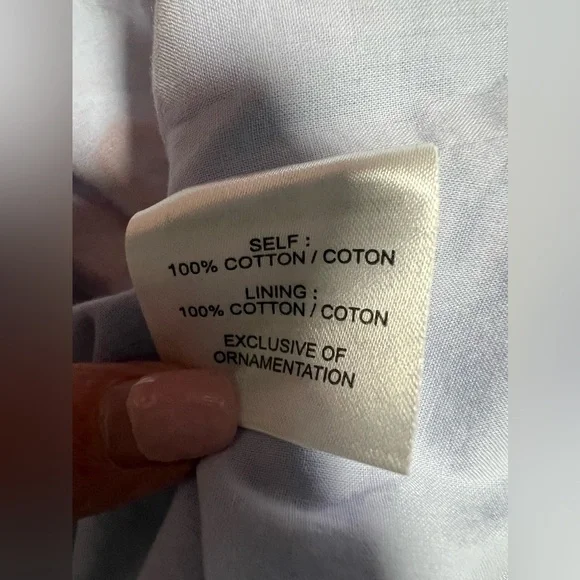 SELF :
100% COTTON / COTON
LINING :
100% COTTON / COTON
EXCLUSIVE OF
ORNAMENTATION